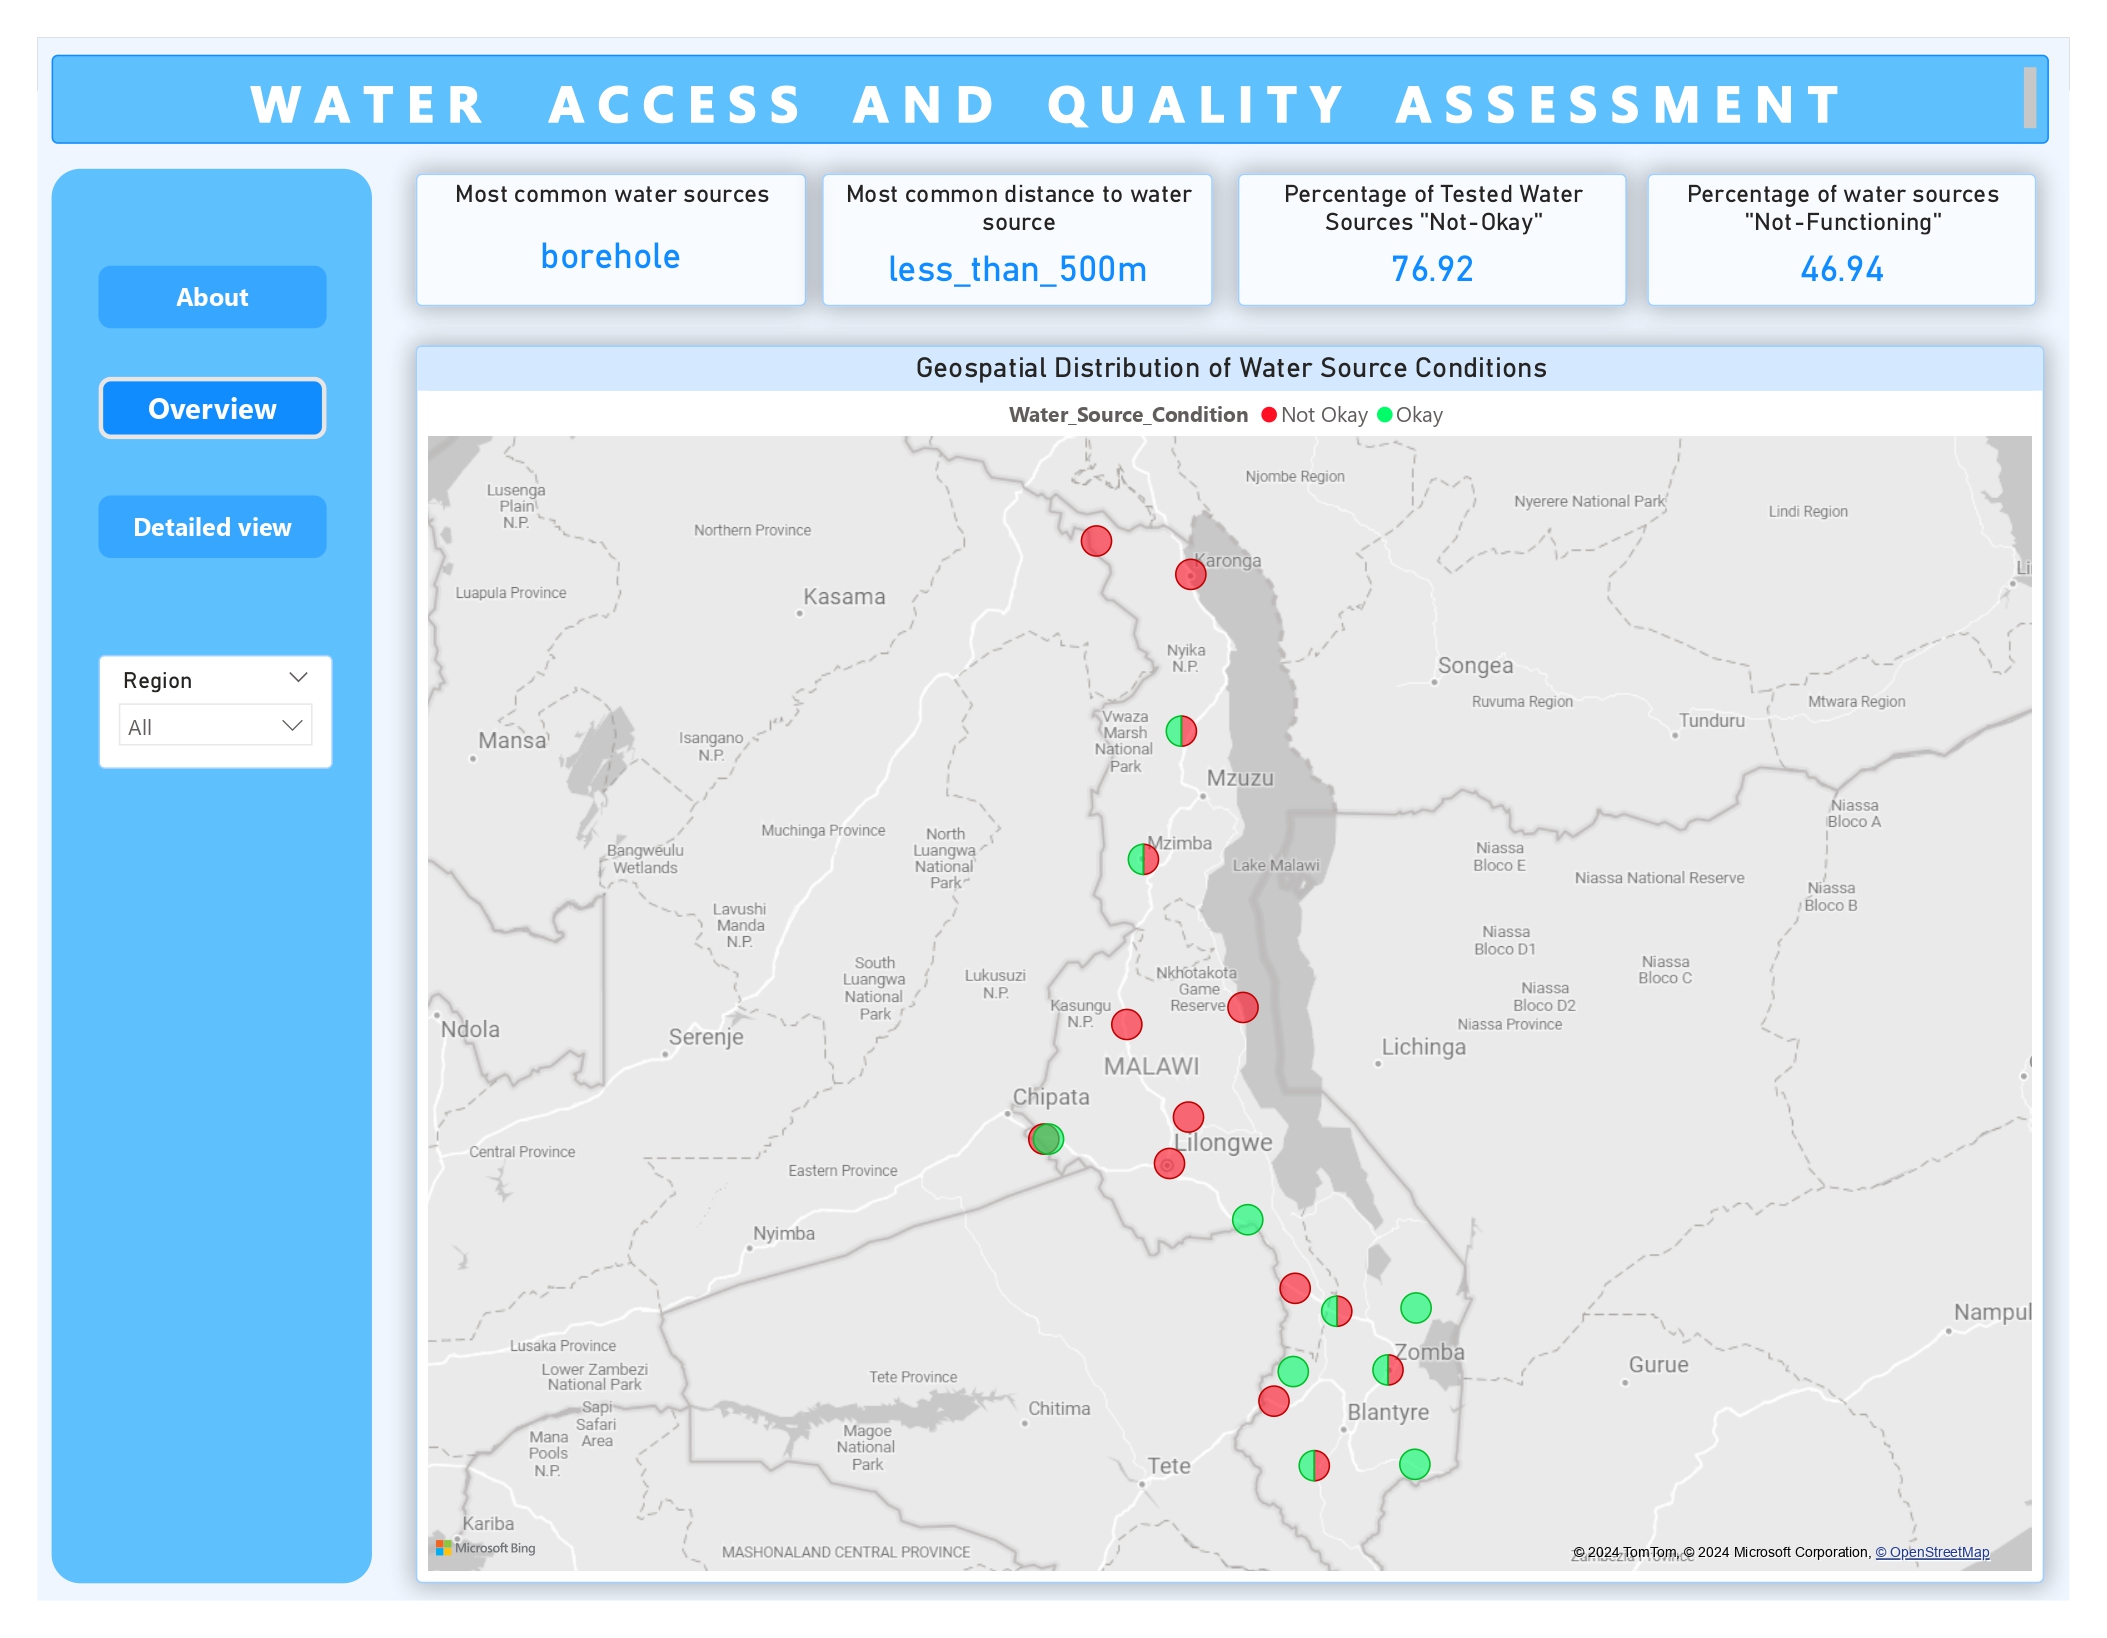 WATER ACCESS AND QUALITY ASSESSMENT
About
Overview
Detailed view
Region
All
Most common water sources
borehole
Most common distance to water
source
less_than_500m
Percentage of Tested Water
Sources "Not-Okay"
76.92
Percentage of water sources
"Not-Functioning"
46.94
Geospatial Distribution of Water Source Conditions
Water_Source_Condition Not Okay Okay
Njombe Region
Lusenga
Plain
N.P.
Nyerere National Park
Lindi Region
Northern Province
Karonga
Luapula Province
Kasama
Nyika
N.P.
Songea
Ruvuma Region
Mtwara Region
Tunduru
Vwaza
Marsh
National
Park
Mansa
Isangano
N.P.
Mzuzu
Niassa
Bloco A
Muchinga Province
North
Luangwa
National
Park
Mzimba
Bangweulu
Wetlands
Lake Malawi
Niassa
Bloco E
Niassa National Reserve
Niassa
Bloco B
Lavushi
Manda
N.P.
Niassa
Bloco D1
South
Luangwa
National
Park
Lukusuzi
N.P.
Nkhotakota
Game
Reserve
Niassa
Bloco C
Niassa
Bloco D2
Kasungu
N.P.
Niassa Province
Ndola
Serenje
Lichinga
MALAWI
Chipata
Lilongwe
Central Province
Eastern Province
Nyimba
Nampul
Lusaka Province
Zomba
Gurue
Lower Zambezi
National Park
Tete Province
Sapi
Safari
Area
Chitima
Blantyre
Mana
Pools
N.P.
Magoe
National
Park
Tete
Kariba
Microsoft Bing
MASHONALAND CENTRAL PROVINCE
© 2024 TomTom, © 2024 Microsoft Corporation, © OpenStreetMap